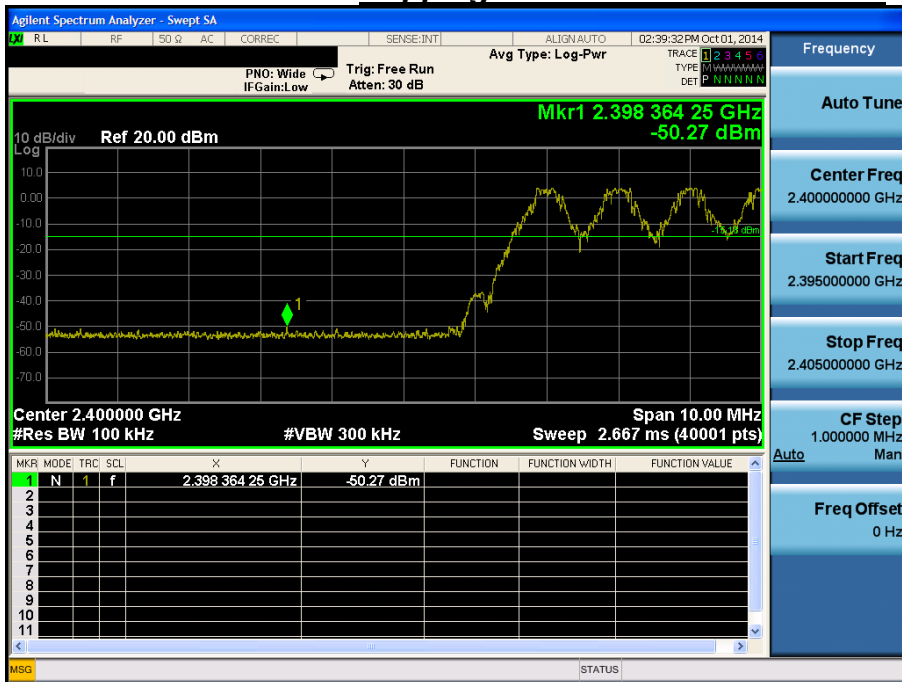 Agilent Spectrum Analyzer - Swept SA
LXI RL RF 50 Ω AC CORREC SENSE:INT ALIGN AUTO 02:39:32 PM Oct 01, 2014
Frequency
PNO: Wide
IFGain:Low
Trig: Free Run
Atten: 30 dB
Avg Type: Log-Pwr
TRACE 1 2 3 4 5 6
TYPE M WWWWW
DET P N N N N N
Auto Tune
Mkr1 2.398 364 25 GHz
-50.27 dBm
10 dB/div
Log
Ref 20.00 dBm
10.0
0.00
-10.0
-20.0
-30.0
-40.0
-50.0
-60.0
-70.0
1
Center Freq
2.400000000 GHz
Start Freq
2.395000000 GHz
Stop Freq
2.405000000 GHz
Center 2.400000 GHz
Span 10.00 MHz
#Res BW 100 kHz
#VBW 300 kHz
Sweep 2.667 ms (40001 pts)
CF Step
1.000000 MHz
Auto Man
MKR MODE TRC SCL X Y FUNCTION FUNCTION WIDTH FUNCTION VALUE
1 N 1 f 2.398 364 25 GHz -50.27 dBm
2
3
4
5
6
7
8
9
10
11
Freq Offset
0 Hz
MSG
STATUS